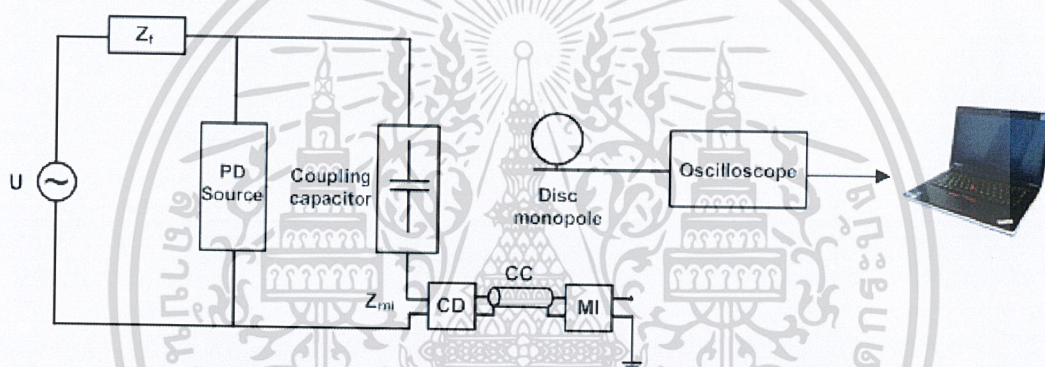 Zf
U
PD
Source
Coupling
capacitor
Zmi
CD
CC
MI
Disc
monopole
Oscilloscope